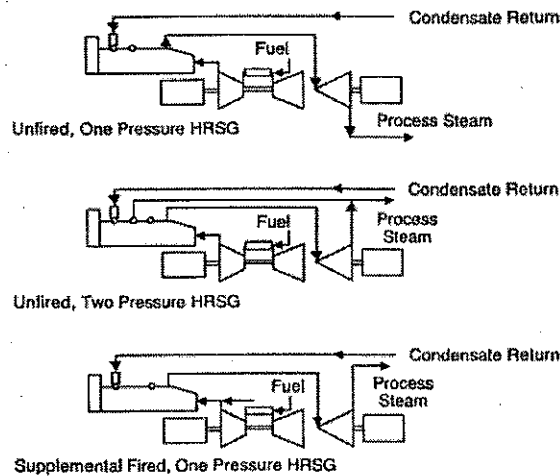 Condensate Return
Fuel
Process Steam
Unfired, One Pressure HRSG
Condensate Return
Process
Steam
Fuel
Unfired, Two Pressure HRSG
Condensate Return
Process
Steam
Fuel
Supplemental Fired, One Pressure HRSG